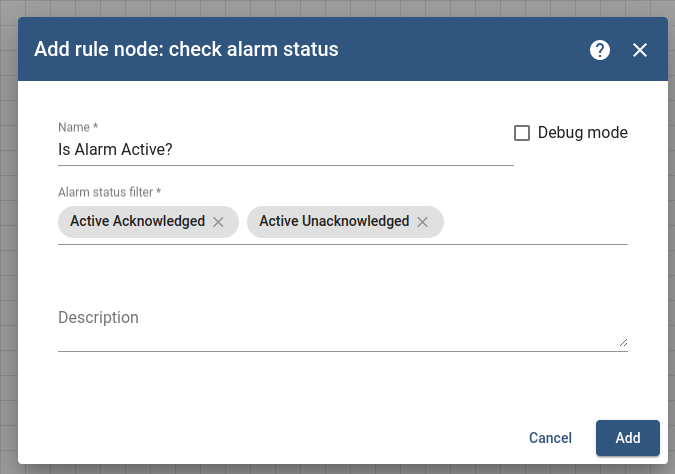 Add rule node: check alarm status
Name *
Is Alarm Active?
Debug mode
Alarm status filter *
Active Acknowledged
Active Unacknowledged
Description
Cancel
Add